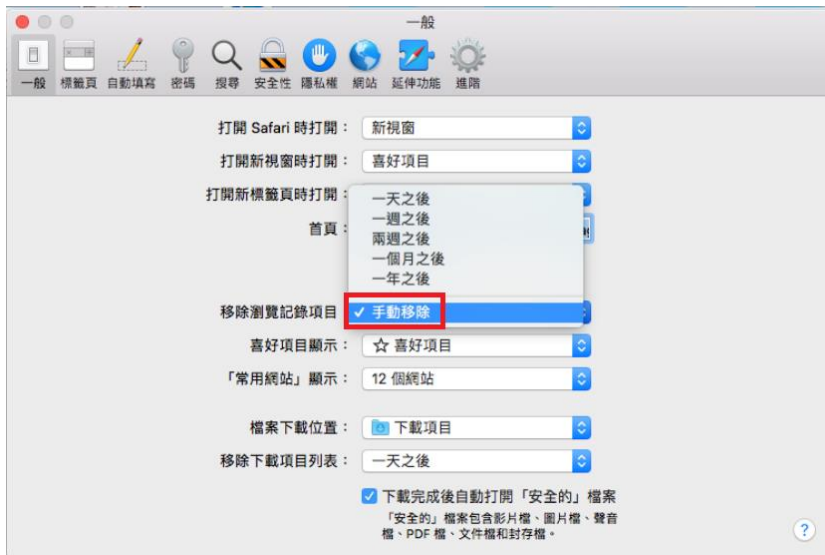 一般
一般 標籤頁 自動填寫 密碼 搜尋 安全性 隱私權 網站 延伸功能 進階
打開 Safari 時打開： 新視窗
打開新視窗時打開： 喜好項目
打開新標籤頁時打開：
一天之後
一週之後
首頁：
兩週之後
一個月之後
一年之後
移除瀏覽記錄項目 ✓ 手動移除
喜好項目顯示： ☆ 喜好項目
「常用網站」顯示： 12 個網站
檔案下載位置： 下載項目
移除下載項目列表： 一天之後
下載完成後自動打開「安全的」檔案
「安全的」檔案包含影片檔、圖片檔、聲音
檔、PDF 檔、文件檔和封存檔。
?